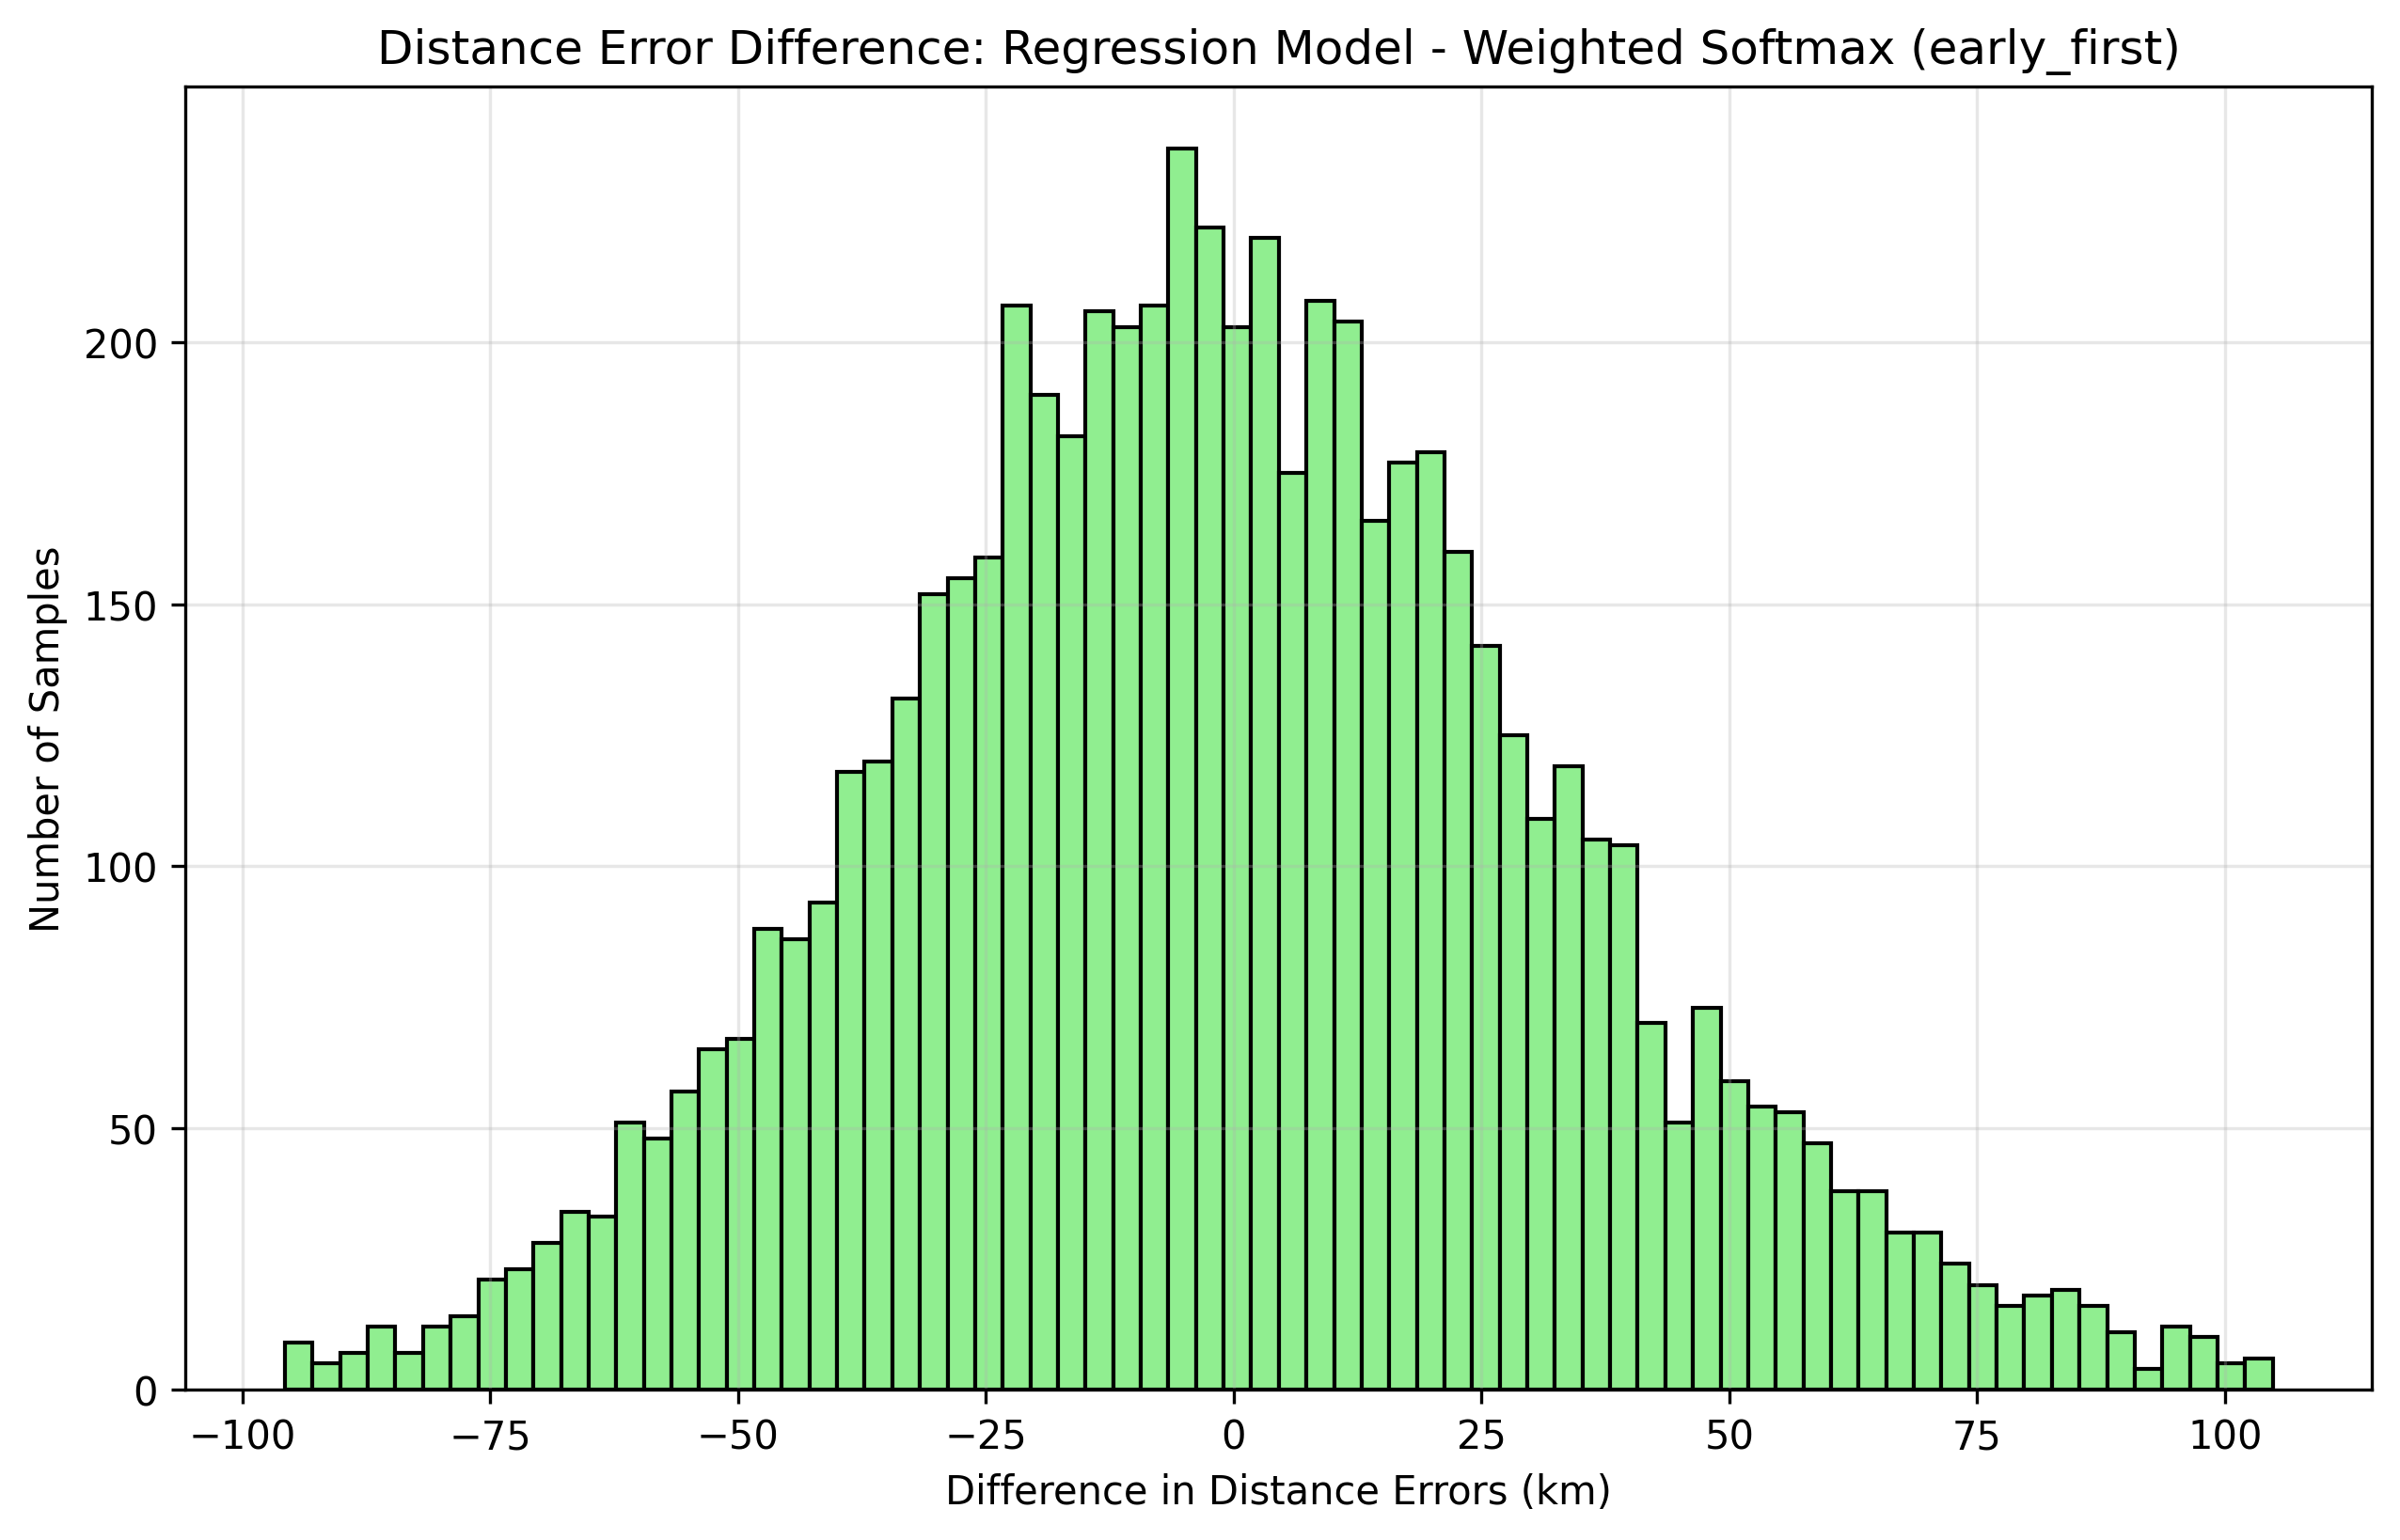 Distance Error Difference: Regression Model - Weighted Softmax (early_first)
Number of Samples
200
150
100
50
0
−100 −75 −50 −25 0 25 50 75 100
Difference in Distance Errors (km)